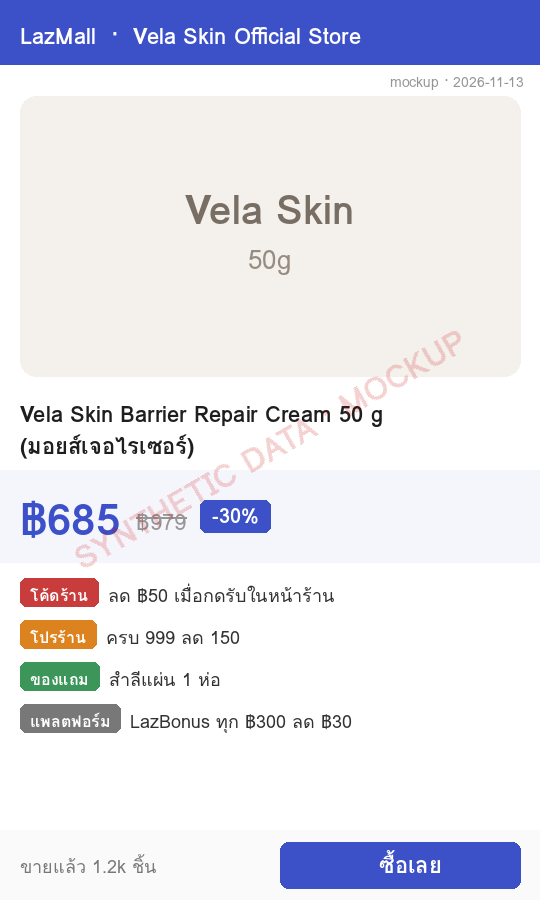 LazMall · Vela Skin Official Store
mockup · 2026-11-13
Vela Skin
50g
SYNTHETIC DATA · MOCKUP
Vela Skin Barrier Repair Cream 50 g
(มอยส์เจอไรเซอร์)
฿685 ฿979 -30%
โค้ดร้าน ลด ฿50 เมื่อกดรับในหน้าร้าน
โปรร้าน ครบ 999 ลด 150
ของแถม สำลีแผ่น 1 ห่อ
แพลตฟอร์ม LazBonus ทุก ฿300 ลด ฿30
ขายแล้ว 1.2k ชิ้น ซื้อเลย